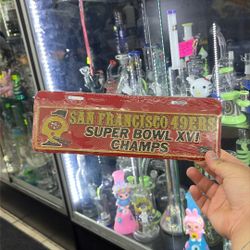 SAN FRANCISCO 49ERS
SUPER BOWL XVI
CHAMPS